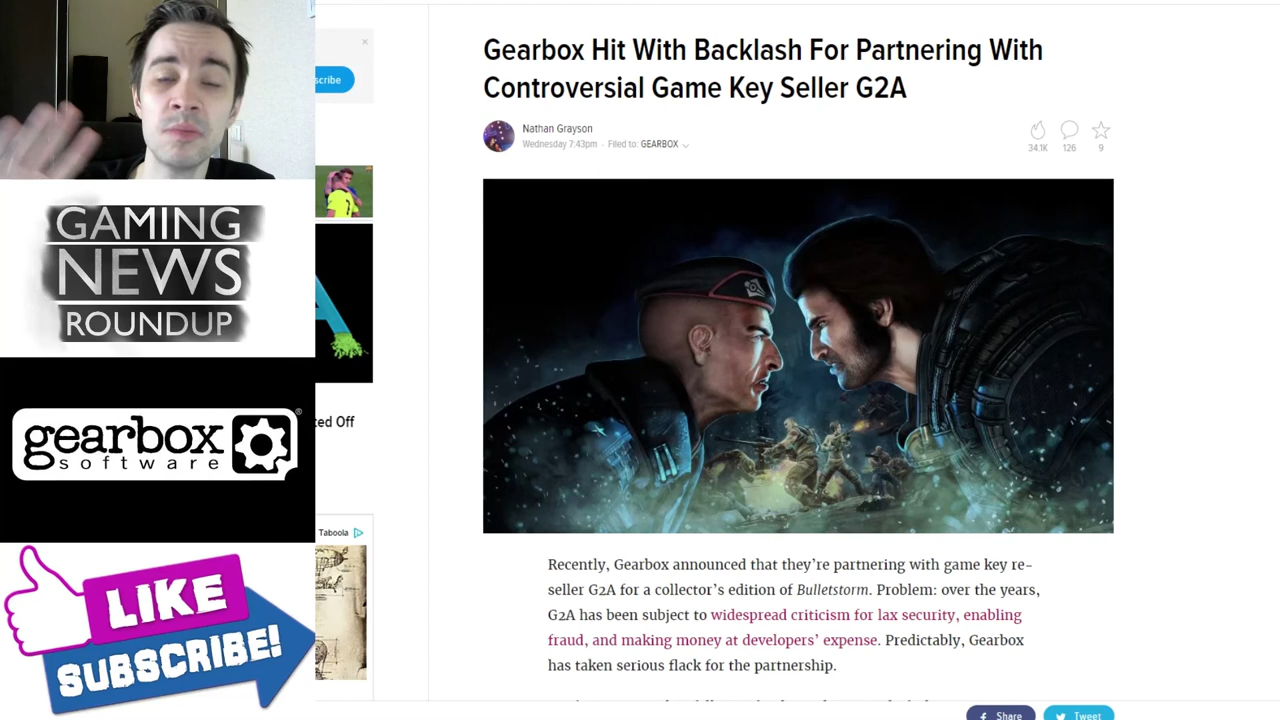 Gearbox Hit With Backlash For Partnering With
Controversial Game Key Seller G2A
scribe
Nathan Grayson
Wednesday 7:43pm · Filed to: GEARBOX
34.1K 126 9
GAMING
NEWS
ROUNDUP
gearbox®
software
ted Off
Taboola
LIKE
SUBSCRIBE!
Recently, Gearbox announced that they’re partnering with game key re-
seller G2A for a collector’s edition of Bulletstorm. Problem: over the years,
G2A has been subject to widespread criticism for lax security, enabling
fraud, and making money at developers’ expense. Predictably, Gearbox
has taken serious flack for the partnership.
Share
Tweet